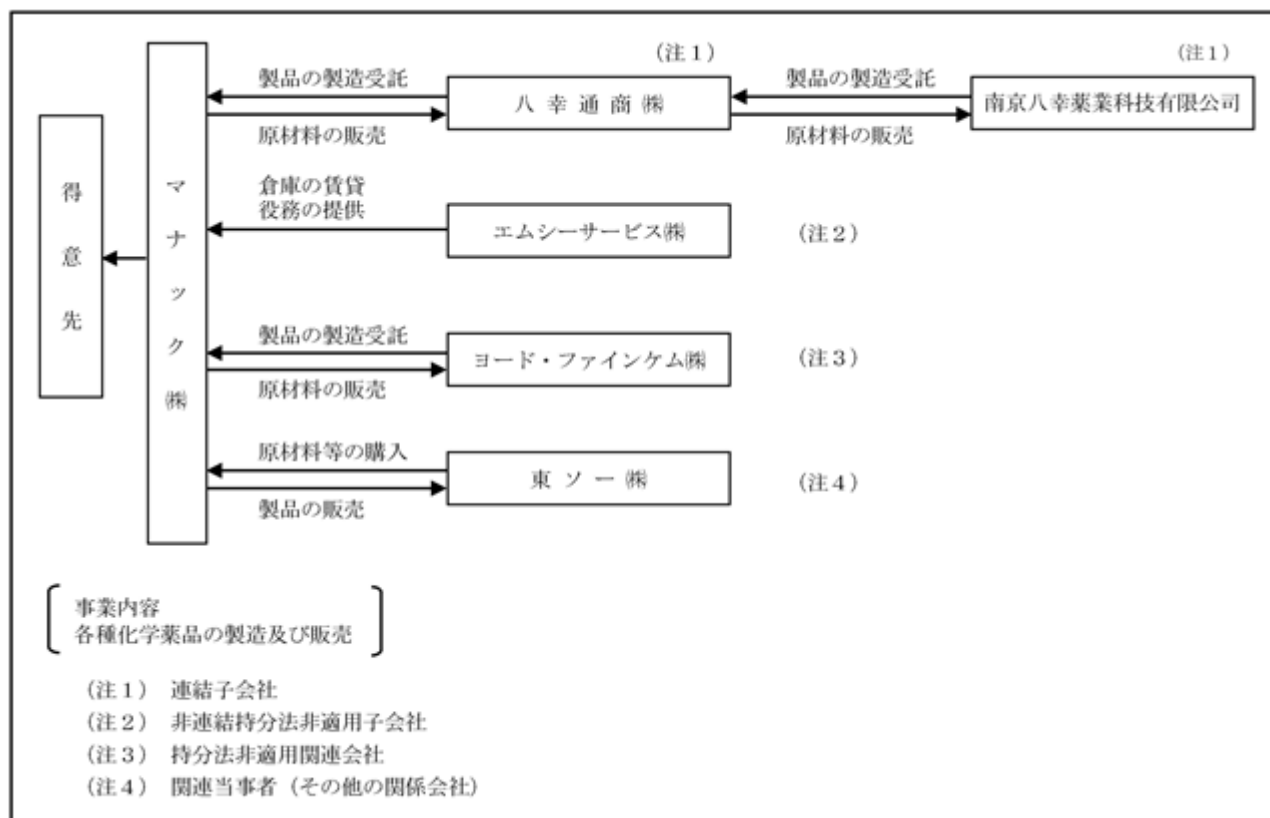 (注1)
(注1)
製品の製造受託
製品の製造受託
八幸通商㈱
南京八幸薬業科技有限公司
原材料の販売
原材料の販売
得意先
マナック㈱
倉庫の賃貸
役務の提供
エムシーサービス㈱
(注2)
製品の製造受託
ヨード・ファインケム㈱
(注3)
原材料の販売
原材料等の購入
東ソー㈱
(注4)
製品の販売
事業内容
各種化学薬品の製造及び販売
(注1) 連結子会社
(注2) 非連結持分法非適用子会社
(注3) 持分法非適用関連会社
(注4) 関連当事者(その他の関係会社)